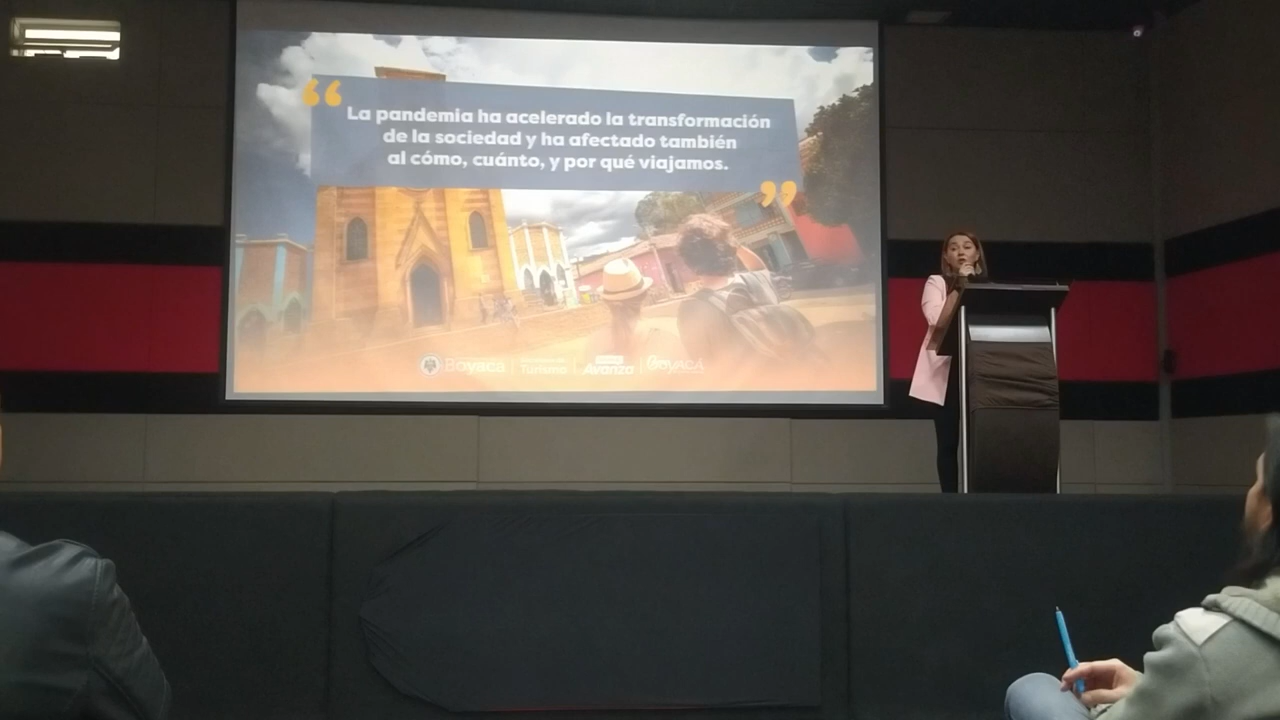 “
La pandemia ha acelerado la transformación
de la sociedad y ha afectado también
al cómo, cuánto, y por qué viajamos.
”
Boyacá
Turismo
Avanza
BOYACÁ